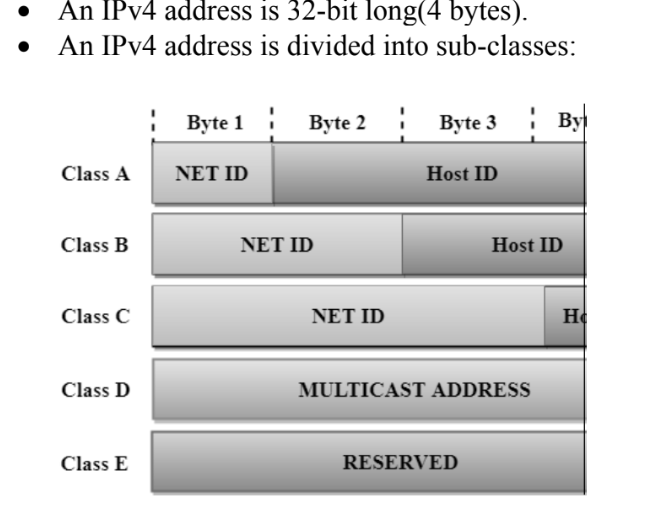 • An IPv4 address is 32-bit long(4 bytes).
• An IPv4 address is divided into sub-classes:
Byte 1 Byte 2 Byte 3
Class A NET ID Host ID
Class B NET ID Host ID
Class C NET ID
Class D MULTICAST ADDRESS
Class E RESERVED